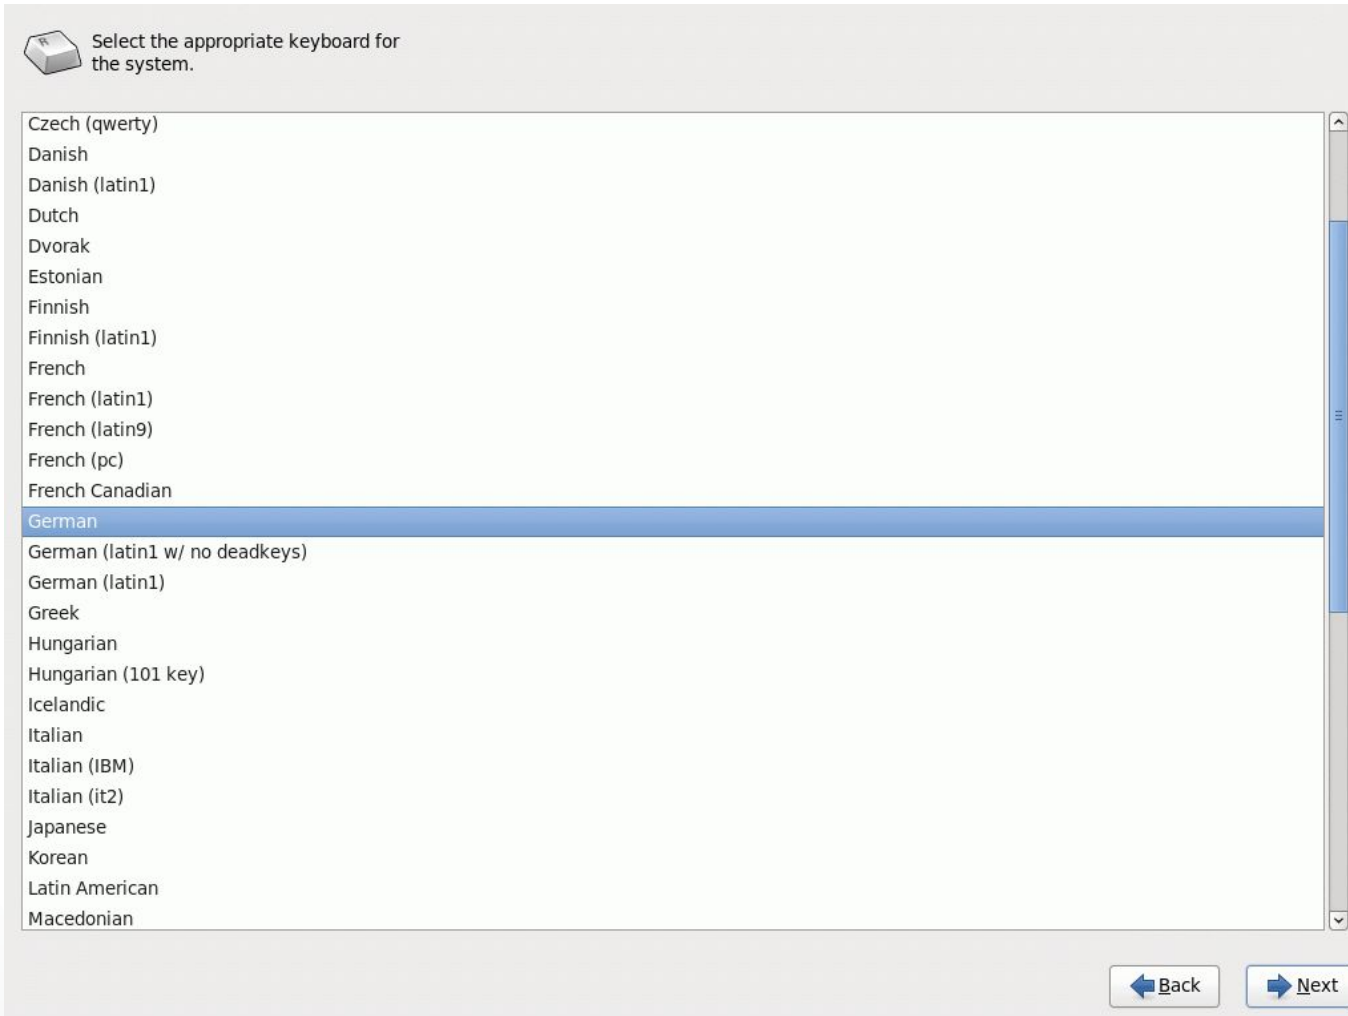 R
Select the appropriate keyboard for
the system.
Czech (qwerty)
Danish
Danish (latin1)
Dutch
Dvorak
Estonian
Finnish
Finnish (latin1)
French
French (latin1)
French (latin9)
French (pc)
French Canadian
German
German (latin1 w/ no deadkeys)
German (latin1)
Greek
Hungarian
Hungarian (101 key)
Icelandic
Italian
Italian (IBM)
Italian (it2)
Japanese
Korean
Latin American
Macedonian
Back
Next